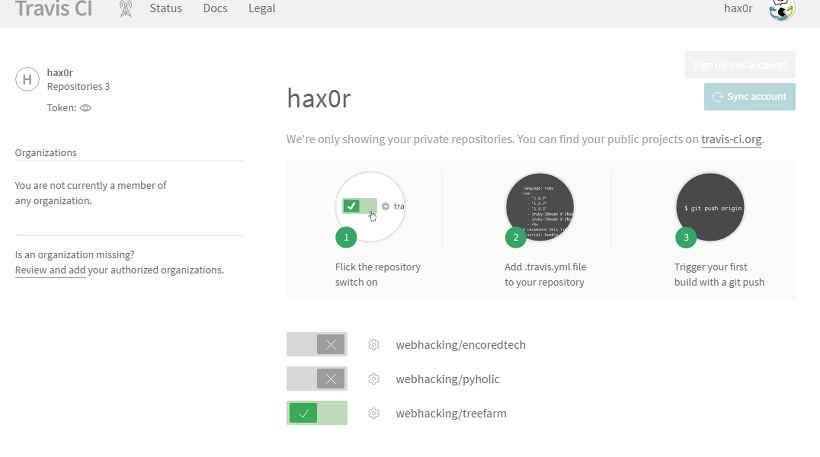 Travis CI
Status
Docs
Legal
hax0r
H
hax0r
Repositories 3
Token:
Organizations
You are not currently a member of
any organization.
Is an organization missing?
Review and add your authorized organizations.
Sign up this account!
Sync account
hax0r
We're only showing your private repositories. You can find your public projects on travis-ci.org.
tra
1
Flick the repository
switch on
language: ruby
2
Add .travis.yml file
to your repository
$ git push origin
3
Trigger your first
build with a git push
webhacking/encoredtech
webhacking/pyholic
webhacking/treefarm